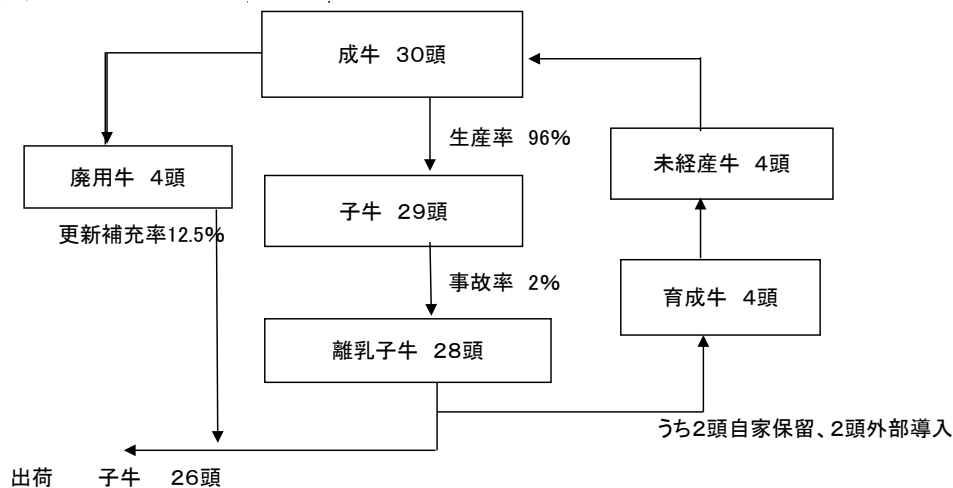 成牛　30頭
生産率　96%
廃用牛　4頭
未経産牛　4頭
子牛　29頭
更新補充率12.5%
事故率　2%
育成牛　4頭
離乳子牛　28頭
うち2頭自家保留、2頭外部導入
出荷　　子牛　26頭